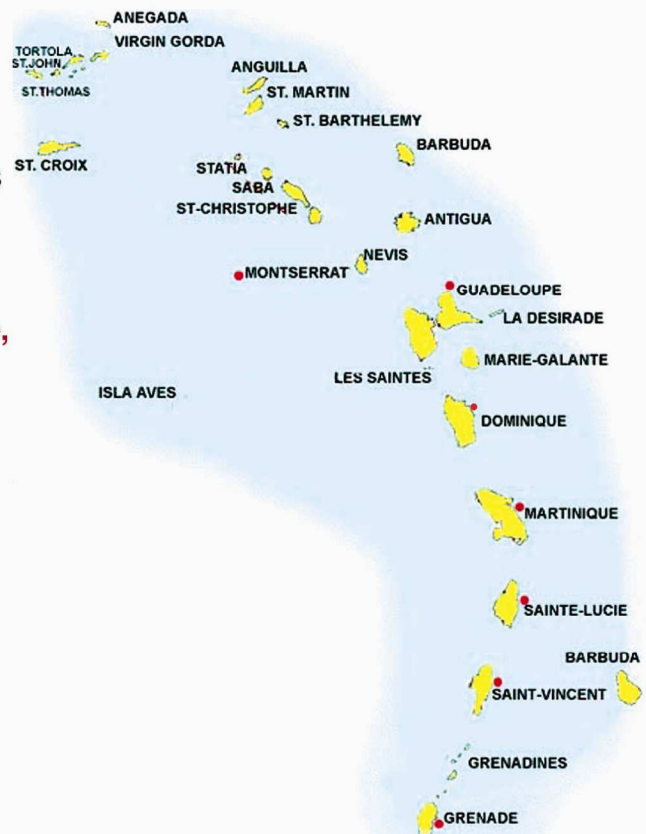 ANEGADA
VIRGIN GORDA
TORTOLA
ST.JOHN
ST.THOMAS
ANGUILLA
ST. MARTIN
ST. BARTHELEMY
BARBUDA
ST. CROIX
STATIA
SABA
ST-CHRISTOPHE
ANTIGUA
NEVIS
MONTSERRAT
GUADELOUPE
LA DESIRADE
MARIE-GALANTE
LES SAINTES
ISLA AVES
DOMINIQUE
MARTINIQUE
SAINTE-LUCIE
BARBUDA
SAINT-VINCENT
GRENADINES
GRENADE